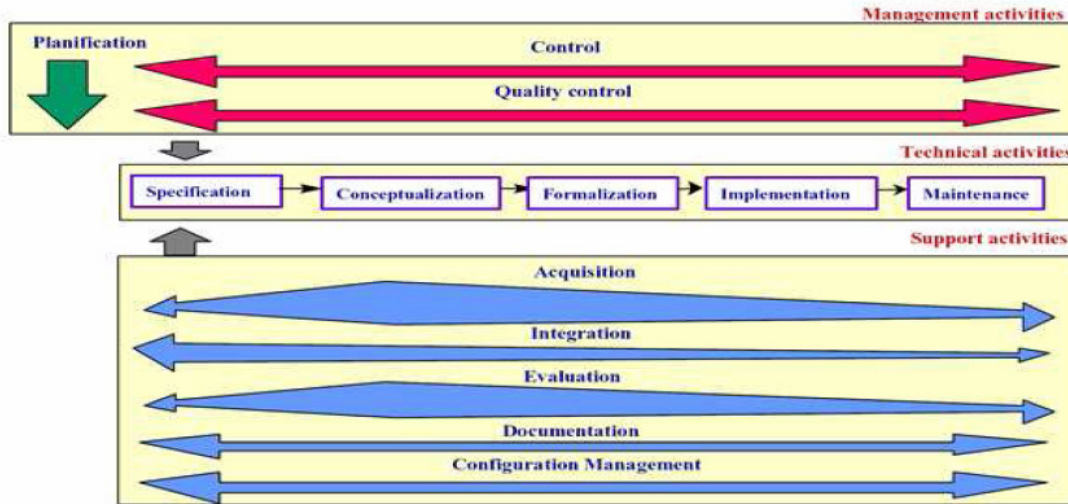 Management activities
Planification
Control
Quality control
Technical activities
Specification
Conceptualization
Formalization
Implementation
Maintenance
Support activities
Acquisition
Integration
Evaluation
Documentation
Configuration Management